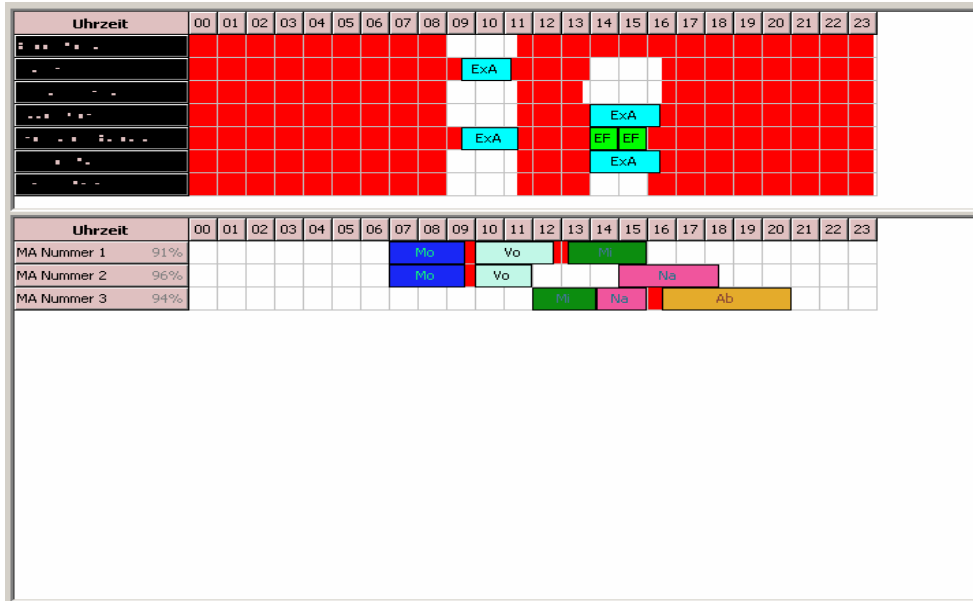 Uhrzeit 00 01 02 03 04 05 06 07 08 09 10 11 12 13 14 15 16 17 18 19 20 21 22 23
ExA
ExA
ExA EF EF
ExA
Uhrzeit 00 01 02 03 04 05 06 07 08 09 10 11 12 13 14 15 16 17 18 19 20 21 22 23
MA Nummer 1 91% Mo Vo Mi
MA Nummer 2 96% Mo Vo Na
MA Nummer 3 94% Mi Na Ab